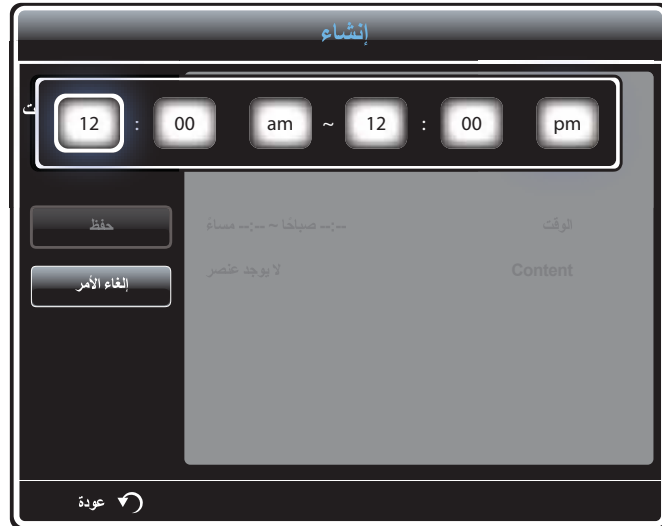 إنشاء
12 : 00 am ~ 12 : 00 pm
الوقت --:-- صباحًا ~ --:-- مساءً
حفظ
Content لا يوجد عنصر
إلغاء الأمر
عودة